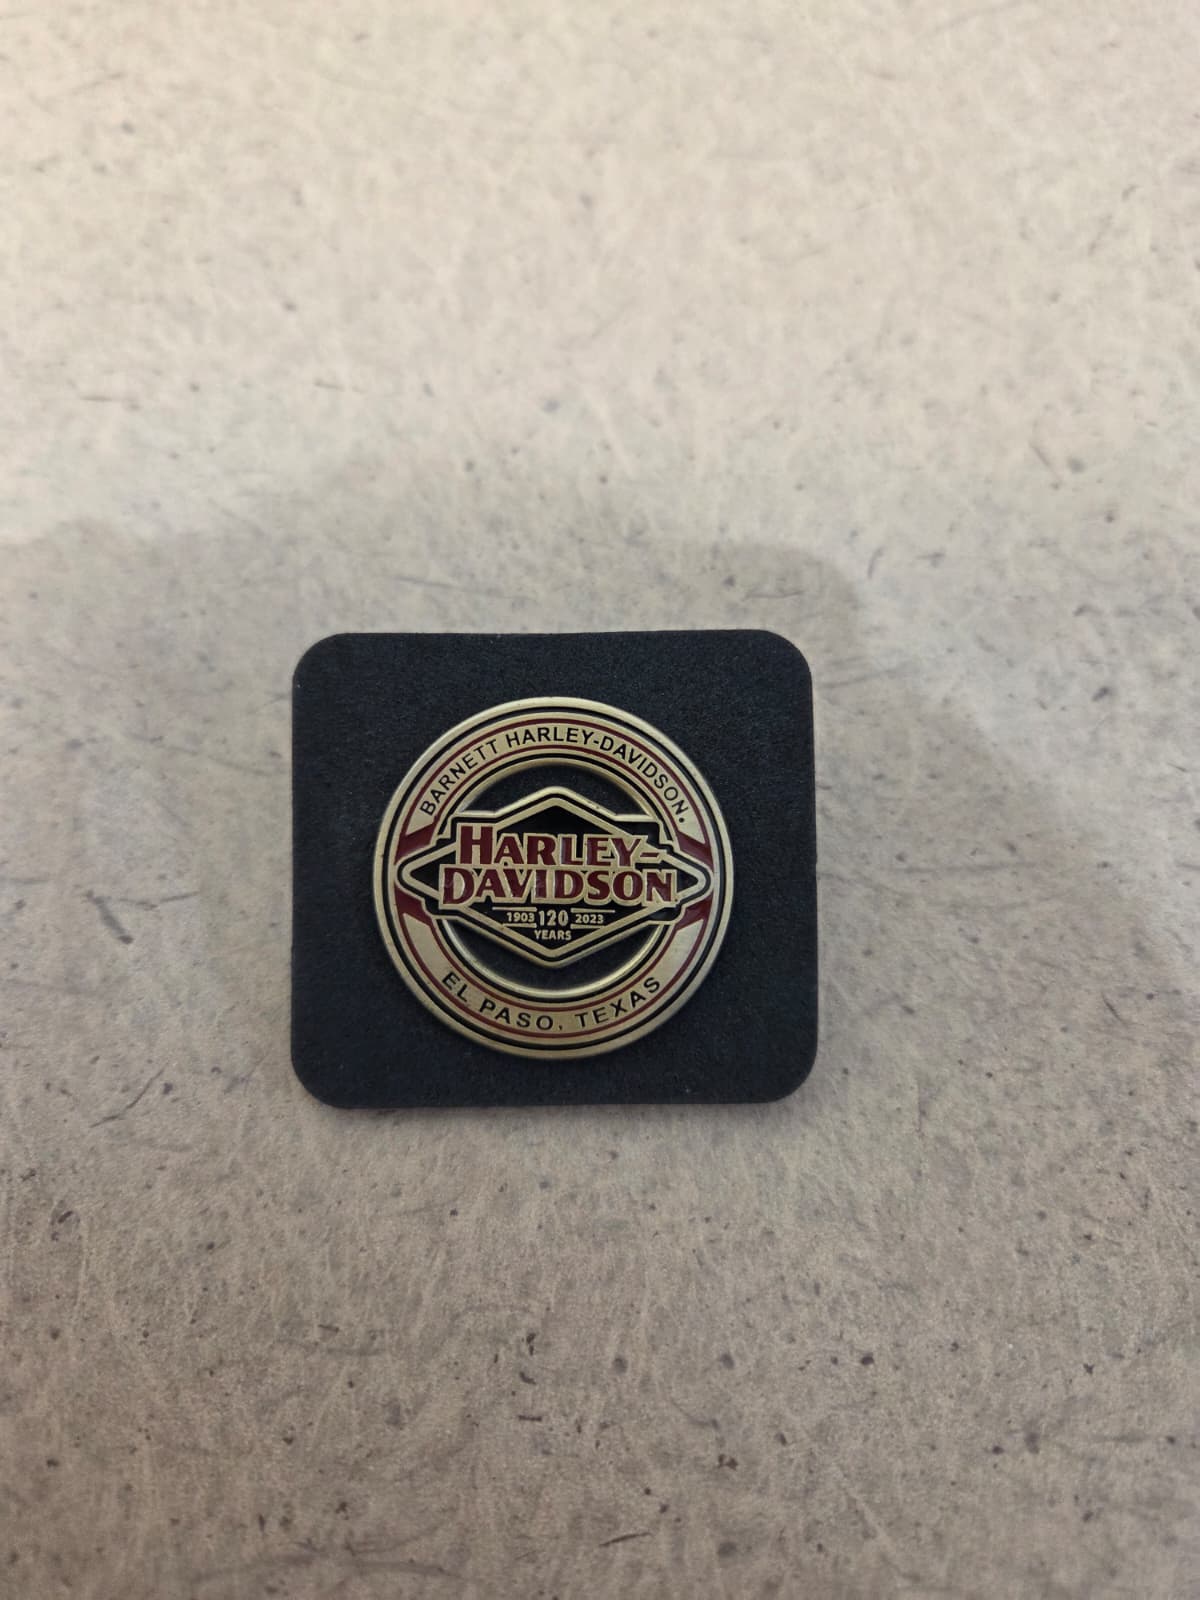 BARNETT HARLEY-DAVIDSON.
HARLEY-
DAVIDSON
1903 120 2023
YEARS
EL PASO, TEXAS